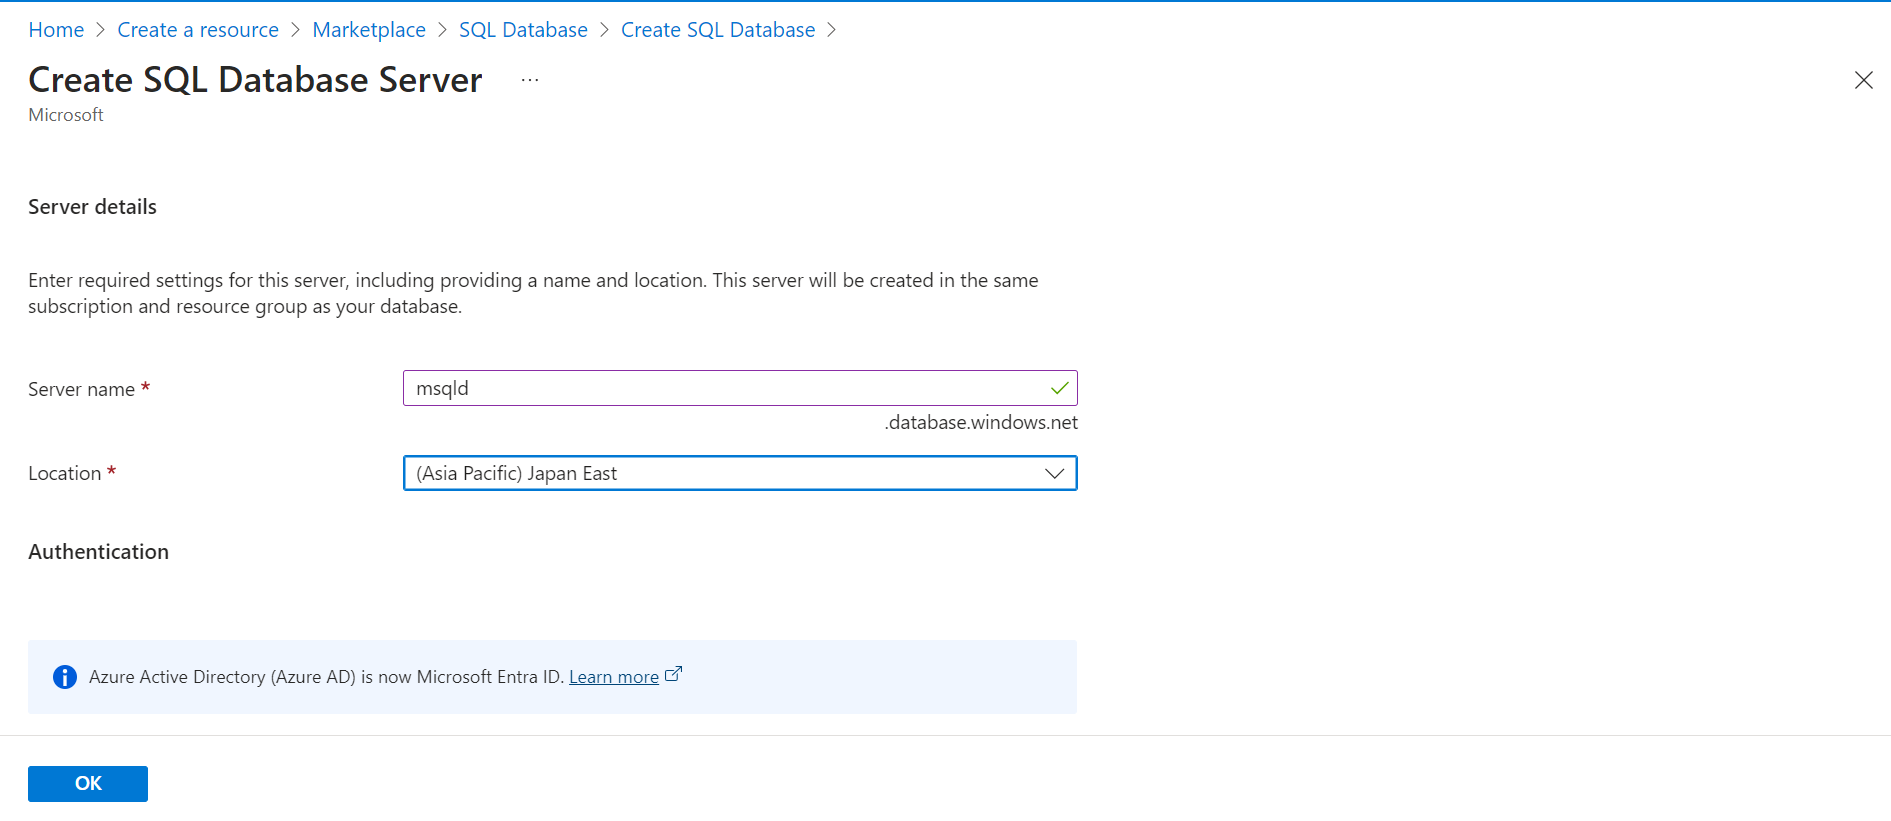 Home > Create a resource > Marketplace > SQL Database > Create SQL Database >
Create SQL Database Server ...
Microsoft
Server details
Enter required settings for this server, including providing a name and location. This server will be created in the same
subscription and resource group as your database.
Server name * msqld
.database.windows.net
Location * (Asia Pacific) Japan East
Authentication
Azure Active Directory (Azure AD) is now Microsoft Entra ID. Learn more
OK